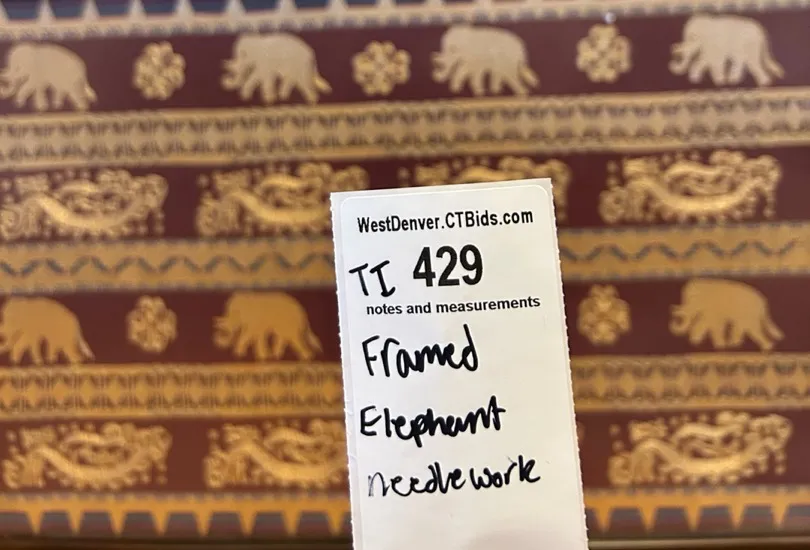 WestDenver.CTBids.com
TI 429
notes and measurements
Framed
Elephant
needlework